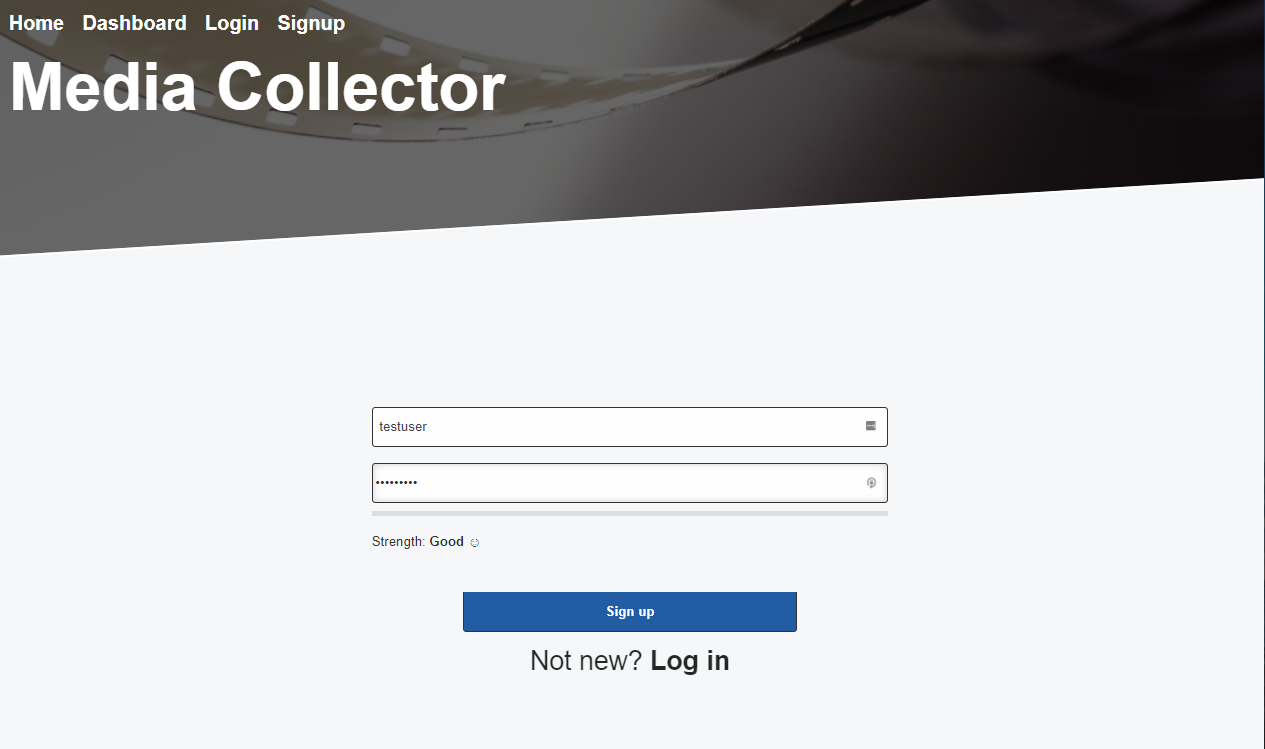 Home Dashboard Login Signup
Media Collector
testuser
•••••••••
Strength: Good ☺
Sign up
Not new? Log in